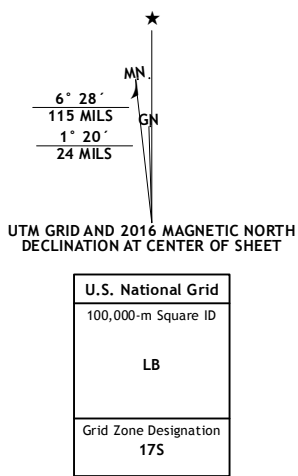 ★
MN
GN
6° 28´
115 MILS
1° 20´
24 MILS
UTM GRID AND 2016 MAGNETIC NORTH
DECLINATION AT CENTER OF SHEET
U.S. National Grid
100,000-m Square ID
LB
Grid Zone Designation
17S